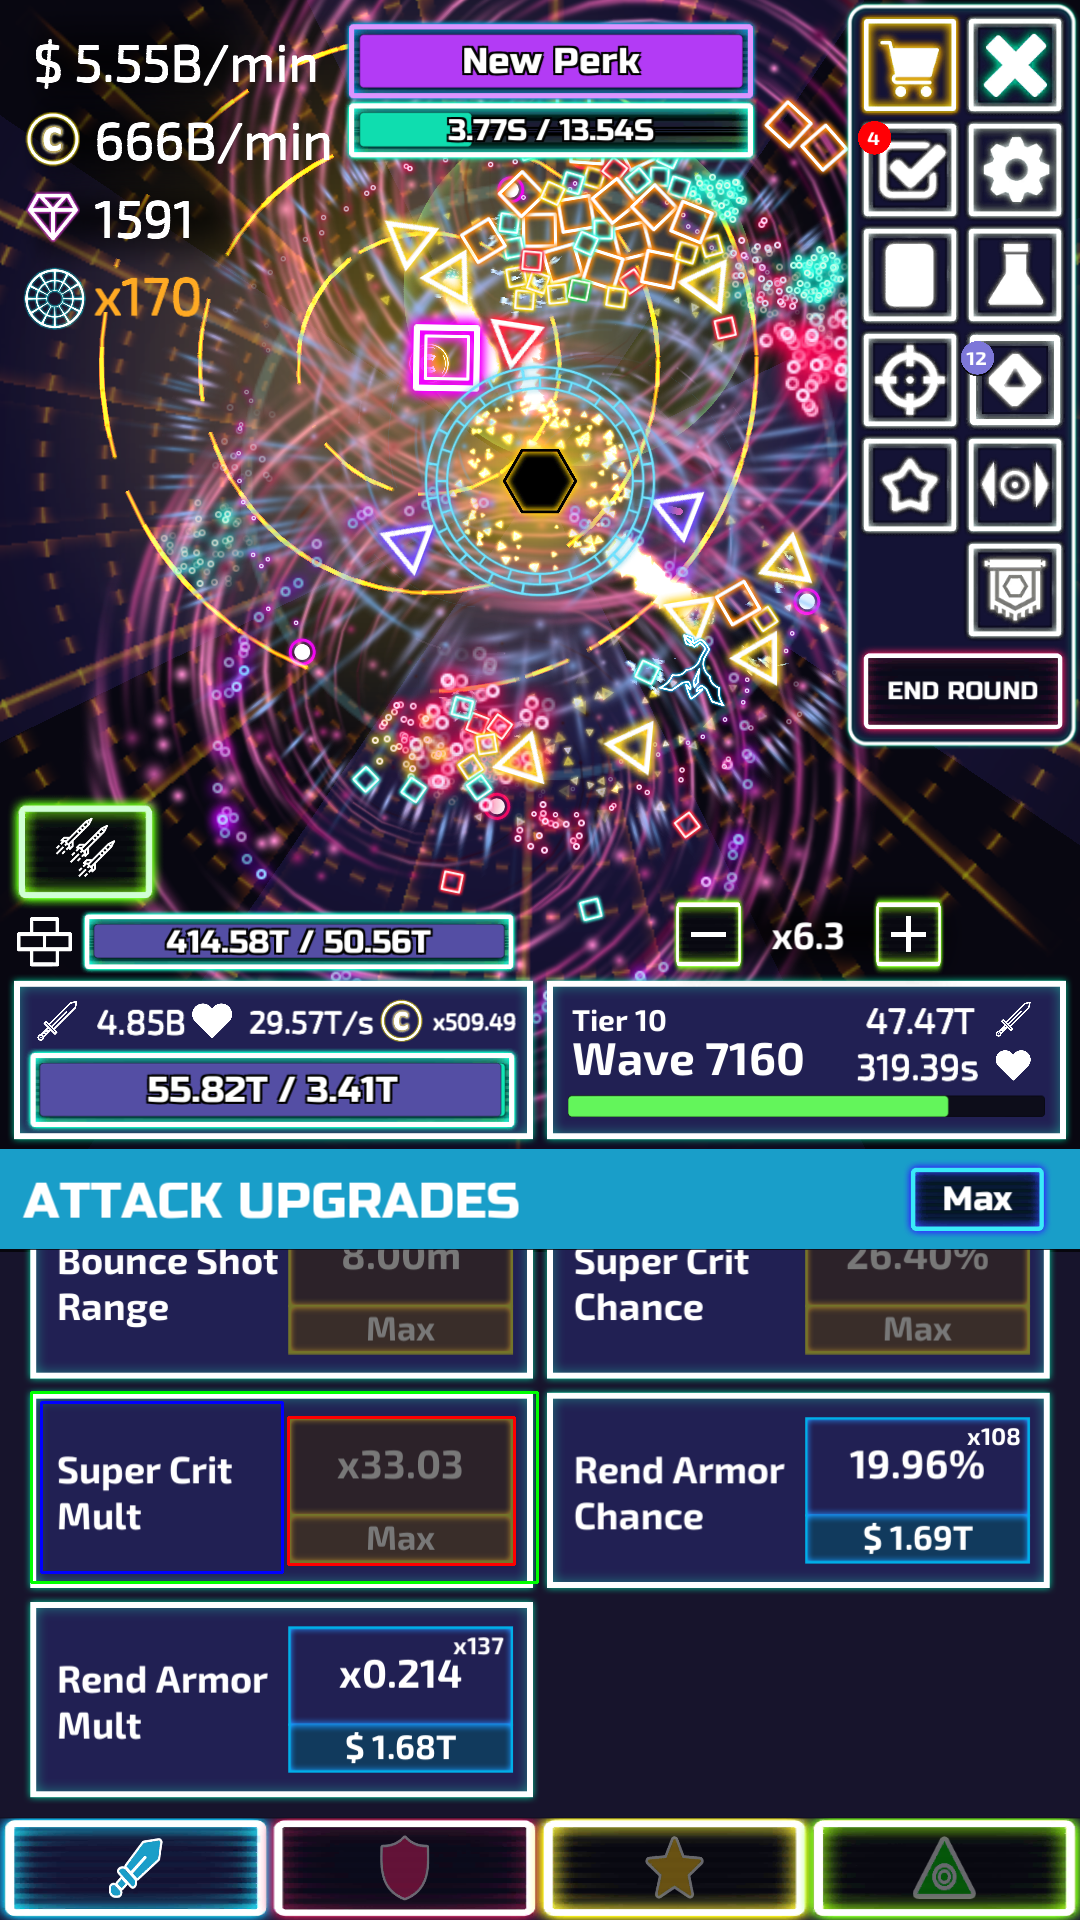 $ 5.55B/min
New Perk
C 666B/min
3.77S / 13.54S
4
1591
x170
12
END ROUND
414.58T / 50.56T
x6.3
4.85B 29.57T/s C x509.49
55.82T / 3.41T
Tier 10 47.47T
Wave 7160 319.39s
ATTACK UPGRADES Max
Bounce Shot
Range
8.00m
Max
Super Crit
Chance
26.40%
Max
Super Crit
Mult
x33.03
Max
Rend Armor
Chance
x108
19.96%
$ 1.69T
Rend Armor
Mult
x137
x0.214
$ 1.68T